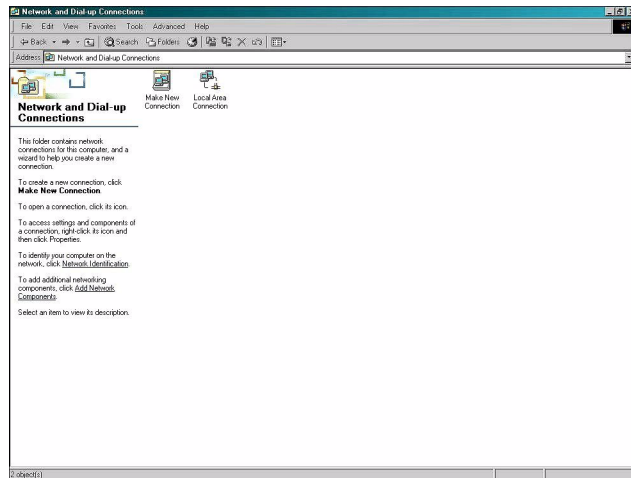 Network and Dial-up Connections
File Edit View Favorites Tools Advanced Help
Back Search Folders
Address Network and Dial-up Connections
Network and Dial-up
Connections
Make New
Connection
Local Area
Connection
This folder contains network
connections for this computer, and a
wizard to help you create a new
connection.
To create a new connection, click
Make New Connection.
To open a connection, click its icon.
To access settings and components of
a connection, right-click its icon and
then click Properties.
To identify your computer on the
network, click Network Identification.
To add additional networking
components, click Add Network
Components.
Select an item to view its description.
2 object(s)